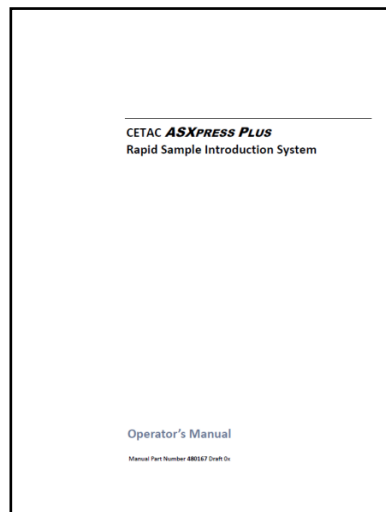 CETAC ASXPRESS PLUS
Rapid Sample Introduction System
Operator's Manual
Manual Part Number 480167 Draft 0x